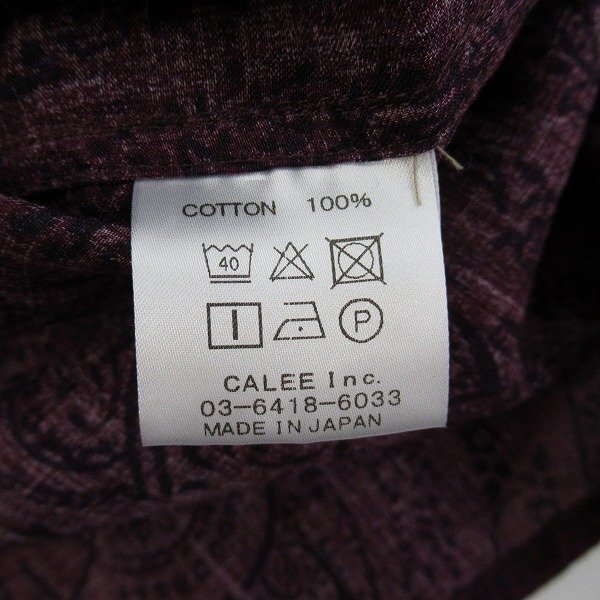 COTTON 100%
40
P
CALEE Inc.
03-6418-6033
MADE IN JAPAN